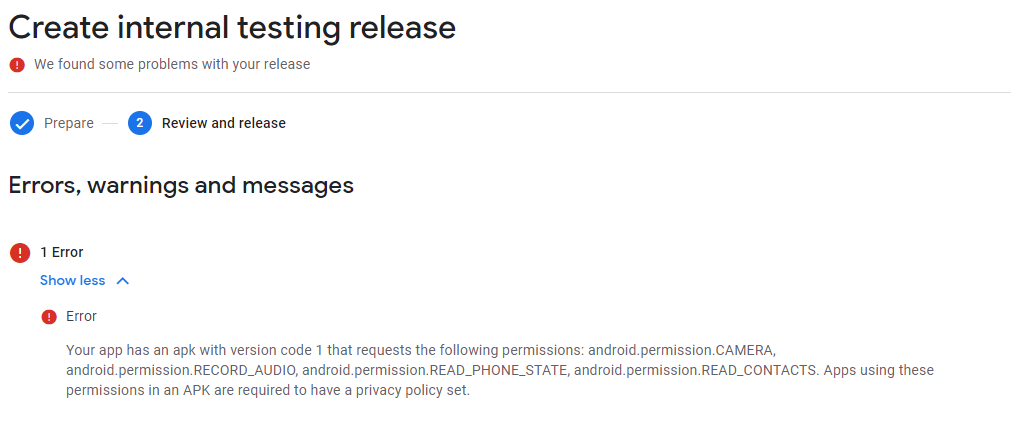 Create internal testing release
We found some problems with your release
Prepare
2 Review and release
Errors, warnings and messages
1 Error
Show less
Error
Your app has an apk with version code 1 that requests the following permissions: android.permission.CAMERA,
android.permission.RECORD_AUDIO, android.permission.READ_PHONE_STATE, android.permission.READ_CONTACTS. Apps using these
permissions in an APK are required to have a privacy policy set.